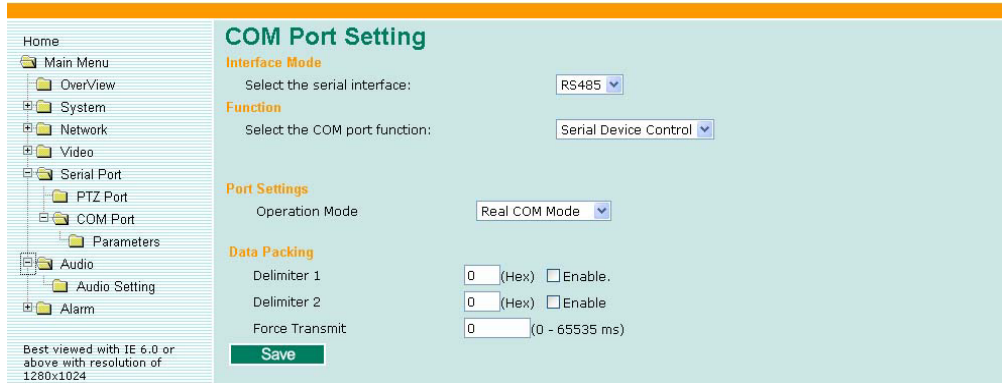 Home
Main Menu
OverView
System
Network
Video
Serial Port
PTZ Port
COM Port
Parameters
Audio
Audio Setting
Alarm
Best viewed with IE 6.0 or
above with resolution of
1280x1024
COM Port Setting
Interface Mode
Select the serial interface: RS485
Function
Select the COM port function: Serial Device Control
Port Settings
Operation Mode Real COM Mode
Data Packing
Delimiter 1 0 (Hex) Enable.
Delimiter 2 0 (Hex) Enable
Force Transmit 0 (0 - 65535 ms)
Save